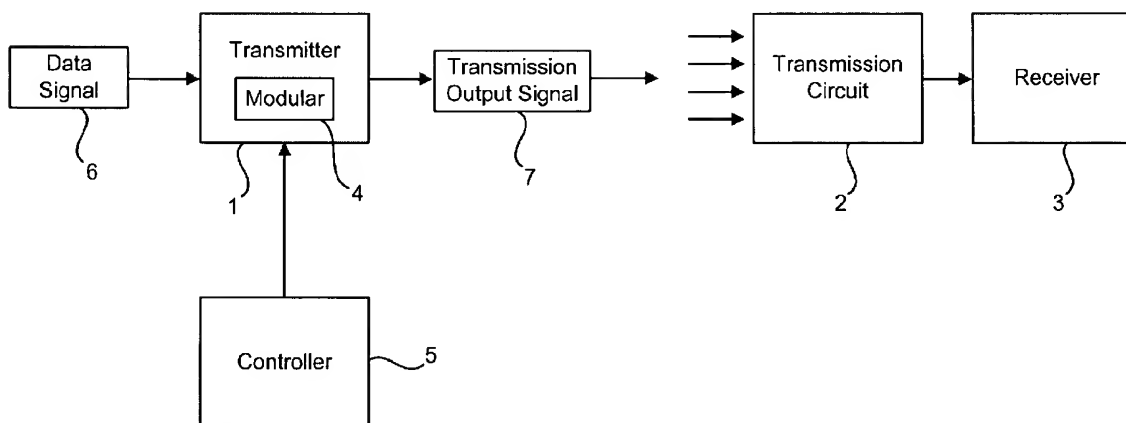 Data
Signal
6
Transmitter
Modular
1
4
Transmission
Output Signal
7
Transmission
Circuit
2
Receiver
3
Controller
5